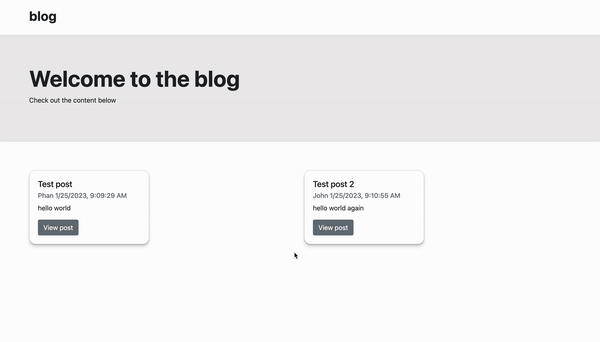 blog
Welcome to the blog
Check out the content below
Test post
Phan 1/25/2023, 9:09:29 AM
hello world
View post
Test post 2
John 1/25/2023, 9:10:55 AM
hello world again
View post